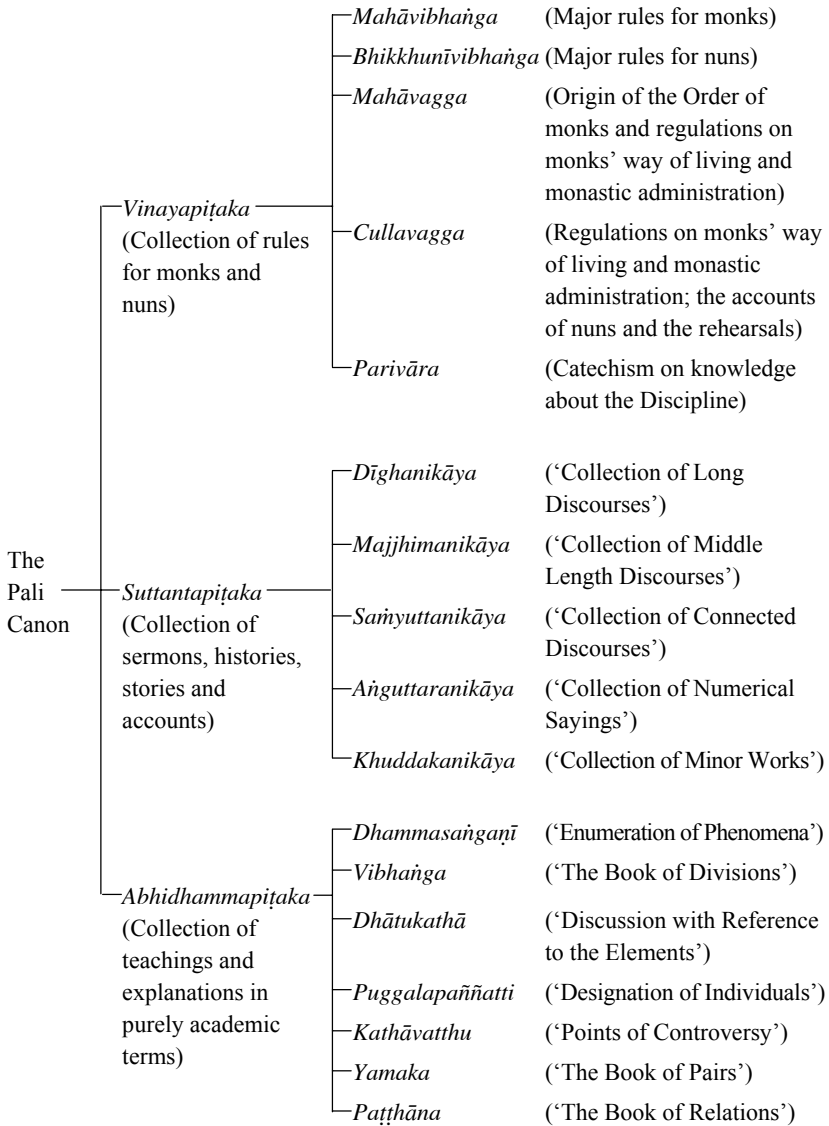 The
Pali
Canon
Vinayapiṭaka
(Collection of rules
for monks and
nuns)
Mahāvibhaṅga (Major rules for monks)
Bhikkhunīvibhaṅga (Major rules for nuns)
Mahāvagga (Origin of the Order of
monks and regulations on
monks’ way of living and
monastic administration)
Cullavagga (Regulations on monks’ way
of living and monastic
administration; the accounts
of nuns and the rehearsals)
Parivāra (Catechism on knowledge
about the Discipline)
Suttantapiṭaka
(Collection of
sermons, histories,
stories and
accounts)
Dīghanikāya (‘Collection of Long
Discourses’)
Majjhimanikāya (‘Collection of Middle
Length Discourses’)
Saṁyuttanikāya (‘Collection of Connected
Discourses’)
Aṅguttaranikāya (‘Collection of Numerical
Sayings’)
Khuddakanikāya (‘Collection of Minor Works’)
Abhidhammapiṭaka
(Collection of
teachings and
explanations in
purely academic
terms)
Dhammasaṅgaṇī (‘Enumeration of Phenomena’)
Vibhaṅga (‘The Book of Divisions’)
Dhātukathā (‘Discussion with Reference
to the Elements’)
Puggalapaññatti (‘Designation of Individuals’)
Kathāvatthu (‘Points of Controversy’)
Yamaka (‘The Book of Pairs’)
Paṭṭhāna (‘The Book of Relations’)